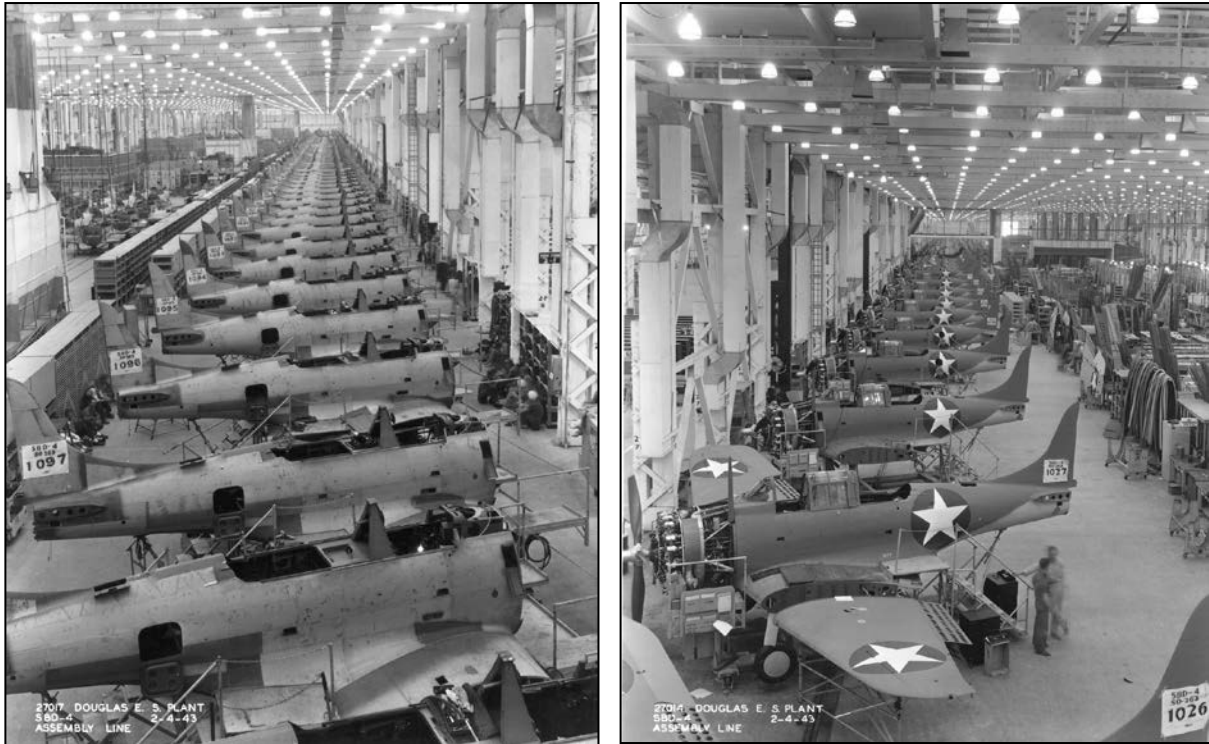 1095
SBD-4
1096
SBD-4
1097
27017 DOUGLAS E. S. PLANT
SBD-4 2-4-43
ASSEMBLY LINE
1027
SBD-4
1026
27014 DOUGLAS E. S. PLANT
SBD-4 2-4-43
ASSEMBLY LINE